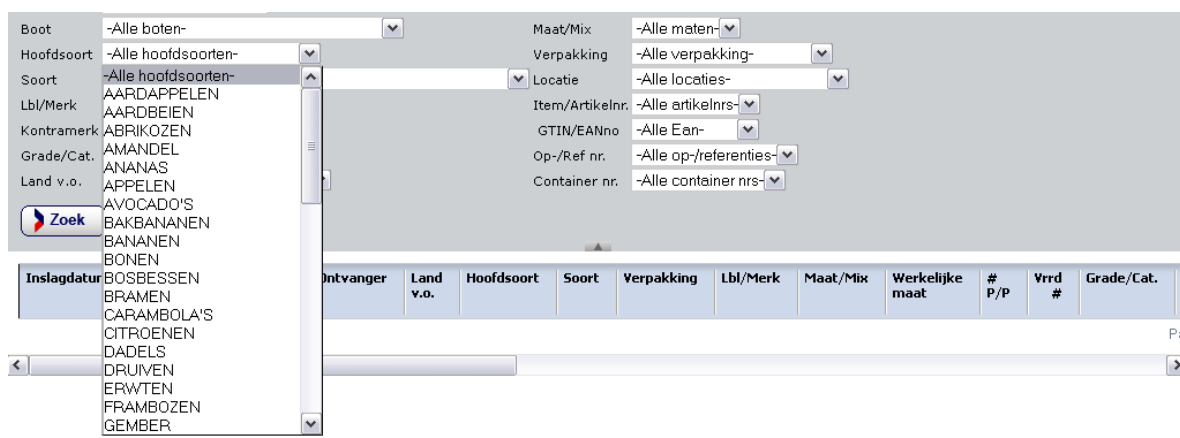 Boot -Alle boten- Maat/Mix -Alle maten-
Hoofdsoort -Alle hoofdsoorten- Verpakking -Alle verpakking-
Soort Locatie -Alle locaties-
Lbl/Merk Item/Artikelnr. -Alle artikelnrs-
Kontramerk GTIN/EANno -Alle Ean-
Grade/Cat. Op-/Ref nr. -Alle op-/referenties-
Land v.o. Container nr. -Alle container nrs-
Zoek
-Alle hoofdsoorten-
AARDAPPELEN
AARDBEIEN
ABRIKOZEN
AMANDEL
ANANAS
APPELEN
AVOCADO'S
BAKBANANEN
BANANEN
BONEN
BOSBESSEN
BRAMEN
CARAMBOLA'S
CITROENEN
DADELS
DRUIVEN
ERWTEN
FRAMBOZEN
GEMBER
Inslagdatu Ontvanger Land v.o. Hoofdsoort Soort Verpakking Lbl/Merk Maat/Mix Werkelijke maat # P/P Vrrd # Grade/Cat.